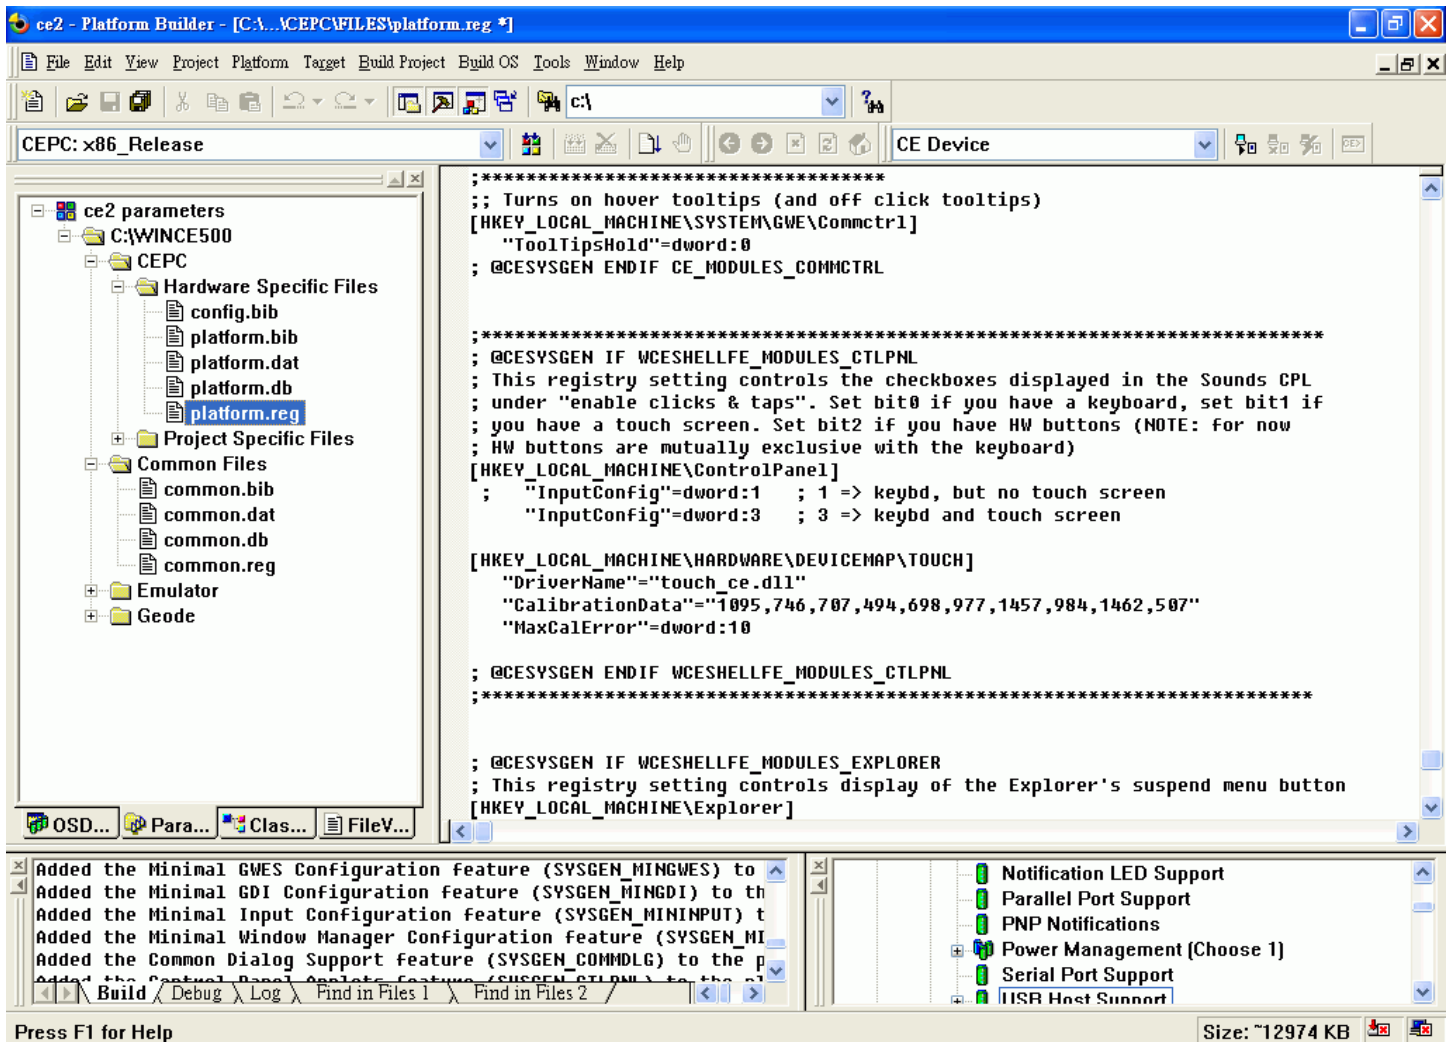 ce2 - Platform Builder - [C:\...\CEPC\FILES\platform.reg *]
File Edit View Project Platform Target Build Project Build OS Tools Window Help
c:\
CEPC: x86_Release
CE Device
ce2 parameters
C:\WINCE500
CEPC
Hardware Specific Files
config.bib
platform.bib
platform.dat
platform.db
platform.reg
Project Specific Files
Common Files
common.bib
common.dat
common.db
common.reg
Emulator
Geode
OSD... Para... Clas... FileV...
;************************************
;; Turns on hover tooltips (and off click tooltips)
[HKEY_LOCAL_MACHINE\SYSTEM\GWE\Commctrl]
"ToolTipsHold"=dword:0
; @CESYSGEN ENDIF CE_MODULES_COMMCTRL
;***************************************************************************
; @CESYSGEN IF WCESHELLFE_MODULES_CTLPNL
; This registry setting controls the checkboxes displayed in the Sounds CPL
; under "enable clicks & taps". Set bit0 if you have a keyboard, set bit1 if
; you have a touch screen. Set bit2 if you have HW buttons (NOTE: for now
; HW buttons are mutually exclusive with the keyboard)
[HKEY_LOCAL_MACHINE\ControlPanel]
; "InputConfig"=dword:1 ; 1 => keybd, but no touch screen
"InputConfig"=dword:3 ; 3 => keybd and touch screen
[HKEY_LOCAL_MACHINE\HARDWARE\DEVICEMAP\TOUCH]
"DriverName"="touch_ce.dll"
"CalibrationData"="1095,746,707,494,698,977,1457,984,1462,507"
"MaxCalError"=dword:10
; @CESYSGEN ENDIF WCESHELLFE_MODULES_CTLPNL
;**************************************************************************
; @CESYSGEN IF WCESHELLFE_MODULES_EXPLORER
; This registry setting controls display of the Explorer's suspend menu button
[HKEY_LOCAL_MACHINE\Explorer]
Added the Minimal GWES Configuration feature (SYSGEN_MINGWES) to
Added the Minimal GDI Configuration feature (SYSGEN_MINGDI) to th
Added the Minimal Input Configuration feature (SYSGEN_MININPUT) t
Added the Minimal Window Manager Configuration feature (SYSGEN_MI
Added the Common Dialog Support feature (SYSGEN_COMMDLG) to the p
Added the Control Panel Applets feature (SYSGEN_CTLPNL) to the pl
Build Debug Log Find in Files 1 Find in Files 2
Notification LED Support
Parallel Port Support
PNP Notifications
Power Management (Choose 1)
Serial Port Support
USB Host Support
Press F1 for Help
Size: ~12974 KB